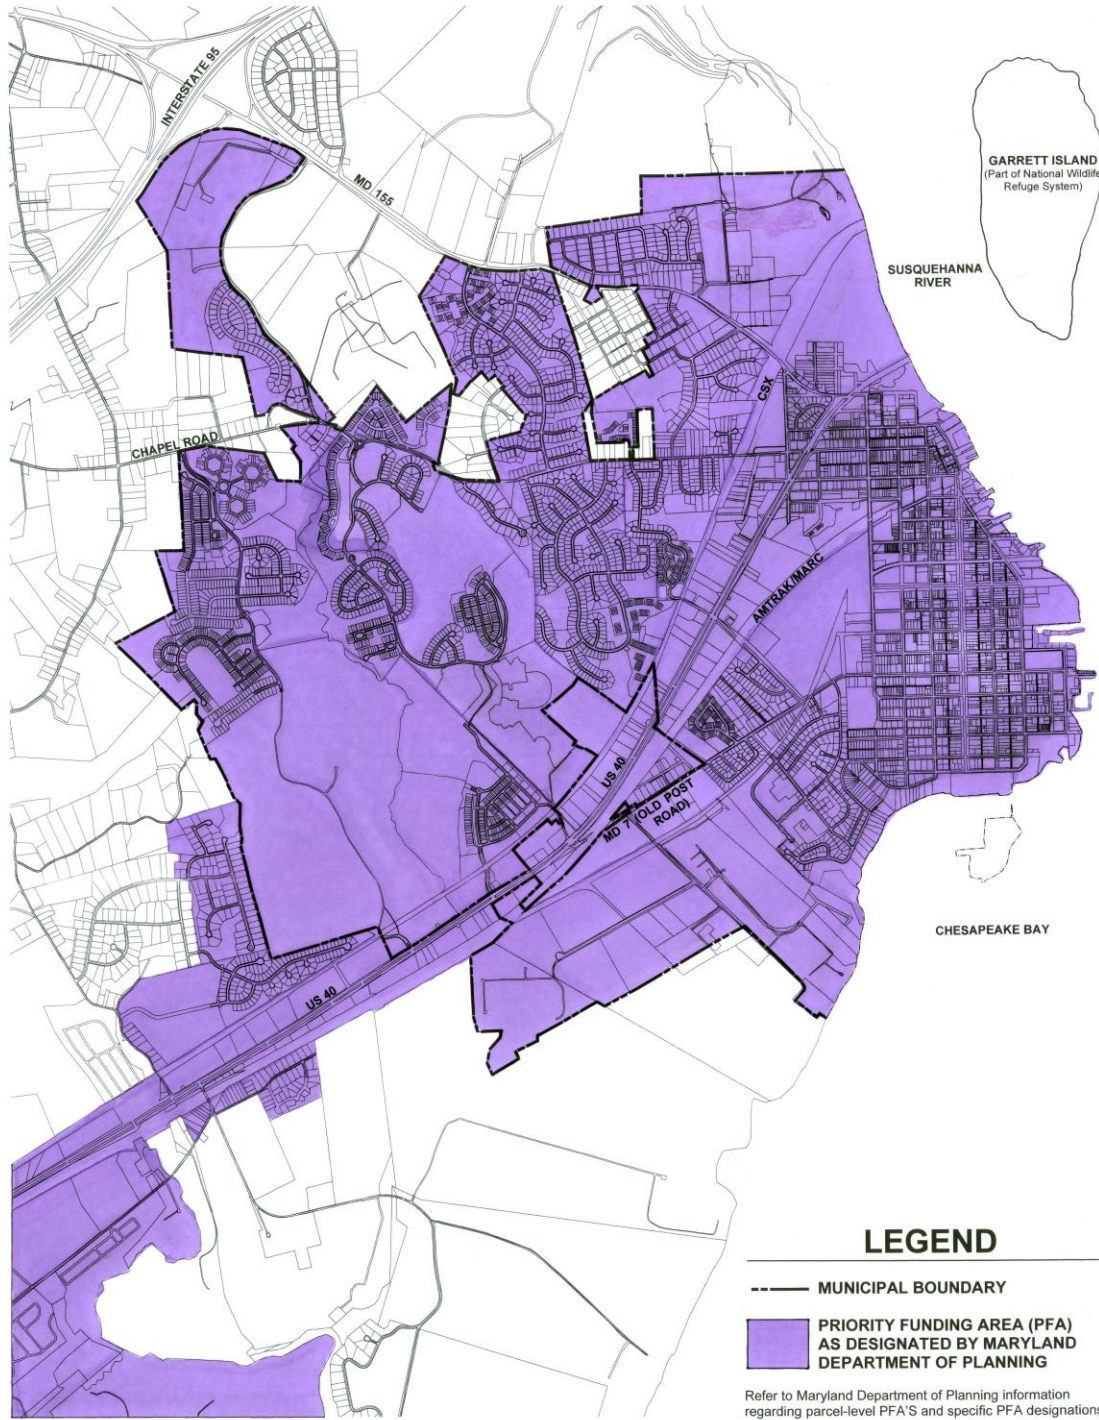 INTERSTATE 95
GARRETT ISLAND
(Part of National Wildlife
Refuge System)
MD 155
SUSQUEHANNA
RIVER
CSX
CHAPEL ROAD
AMTRAK/MARC
US 40
MD 7 (OLD POST
ROAD)
CHESAPEAKE BAY
US 40
LEGEND
MUNICIPAL BOUNDARY
PRIORITY FUNDING AREA (PFA)
AS DESIGNATED BY MARYLAND
DEPARTMENT OF PLANNING
Refer to Maryland Department of Planning information
regarding parcel-level PFA'S and specific PFA designations